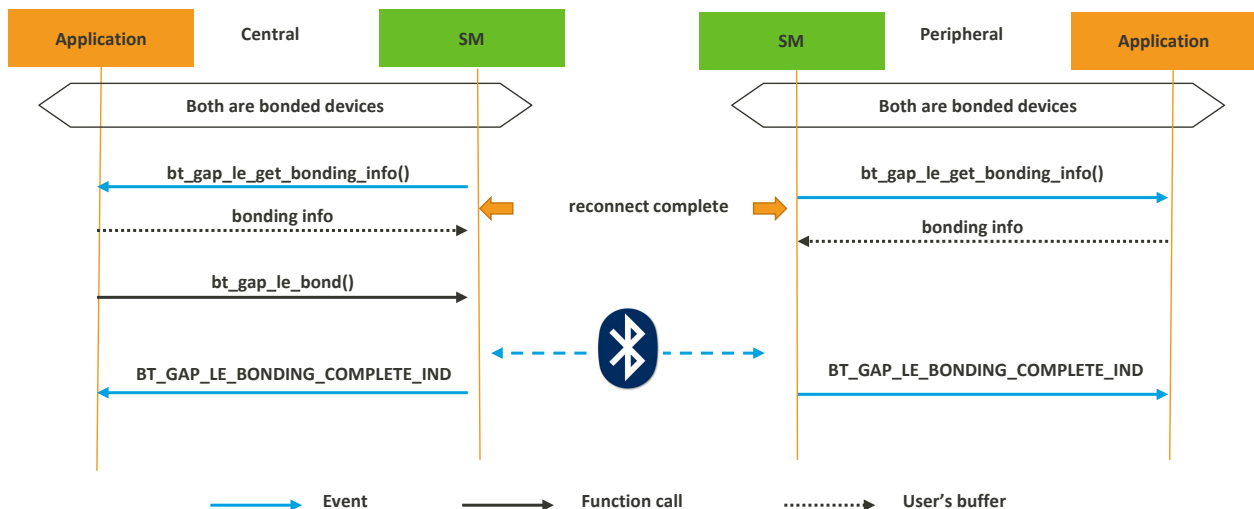 Application
Central
SM
SM
Peripheral
Application
Both are bonded devices
Both are bonded devices
bt_gap_le_get_bonding_info()
bt_gap_le_get_bonding_info()
reconnect complete
bonding info
bonding info
bt_gap_le_bond()
BT_GAP_LE_BONDING_COMPLETE_IND
BT_GAP_LE_BONDING_COMPLETE_IND
Event
Function call
User's buffer